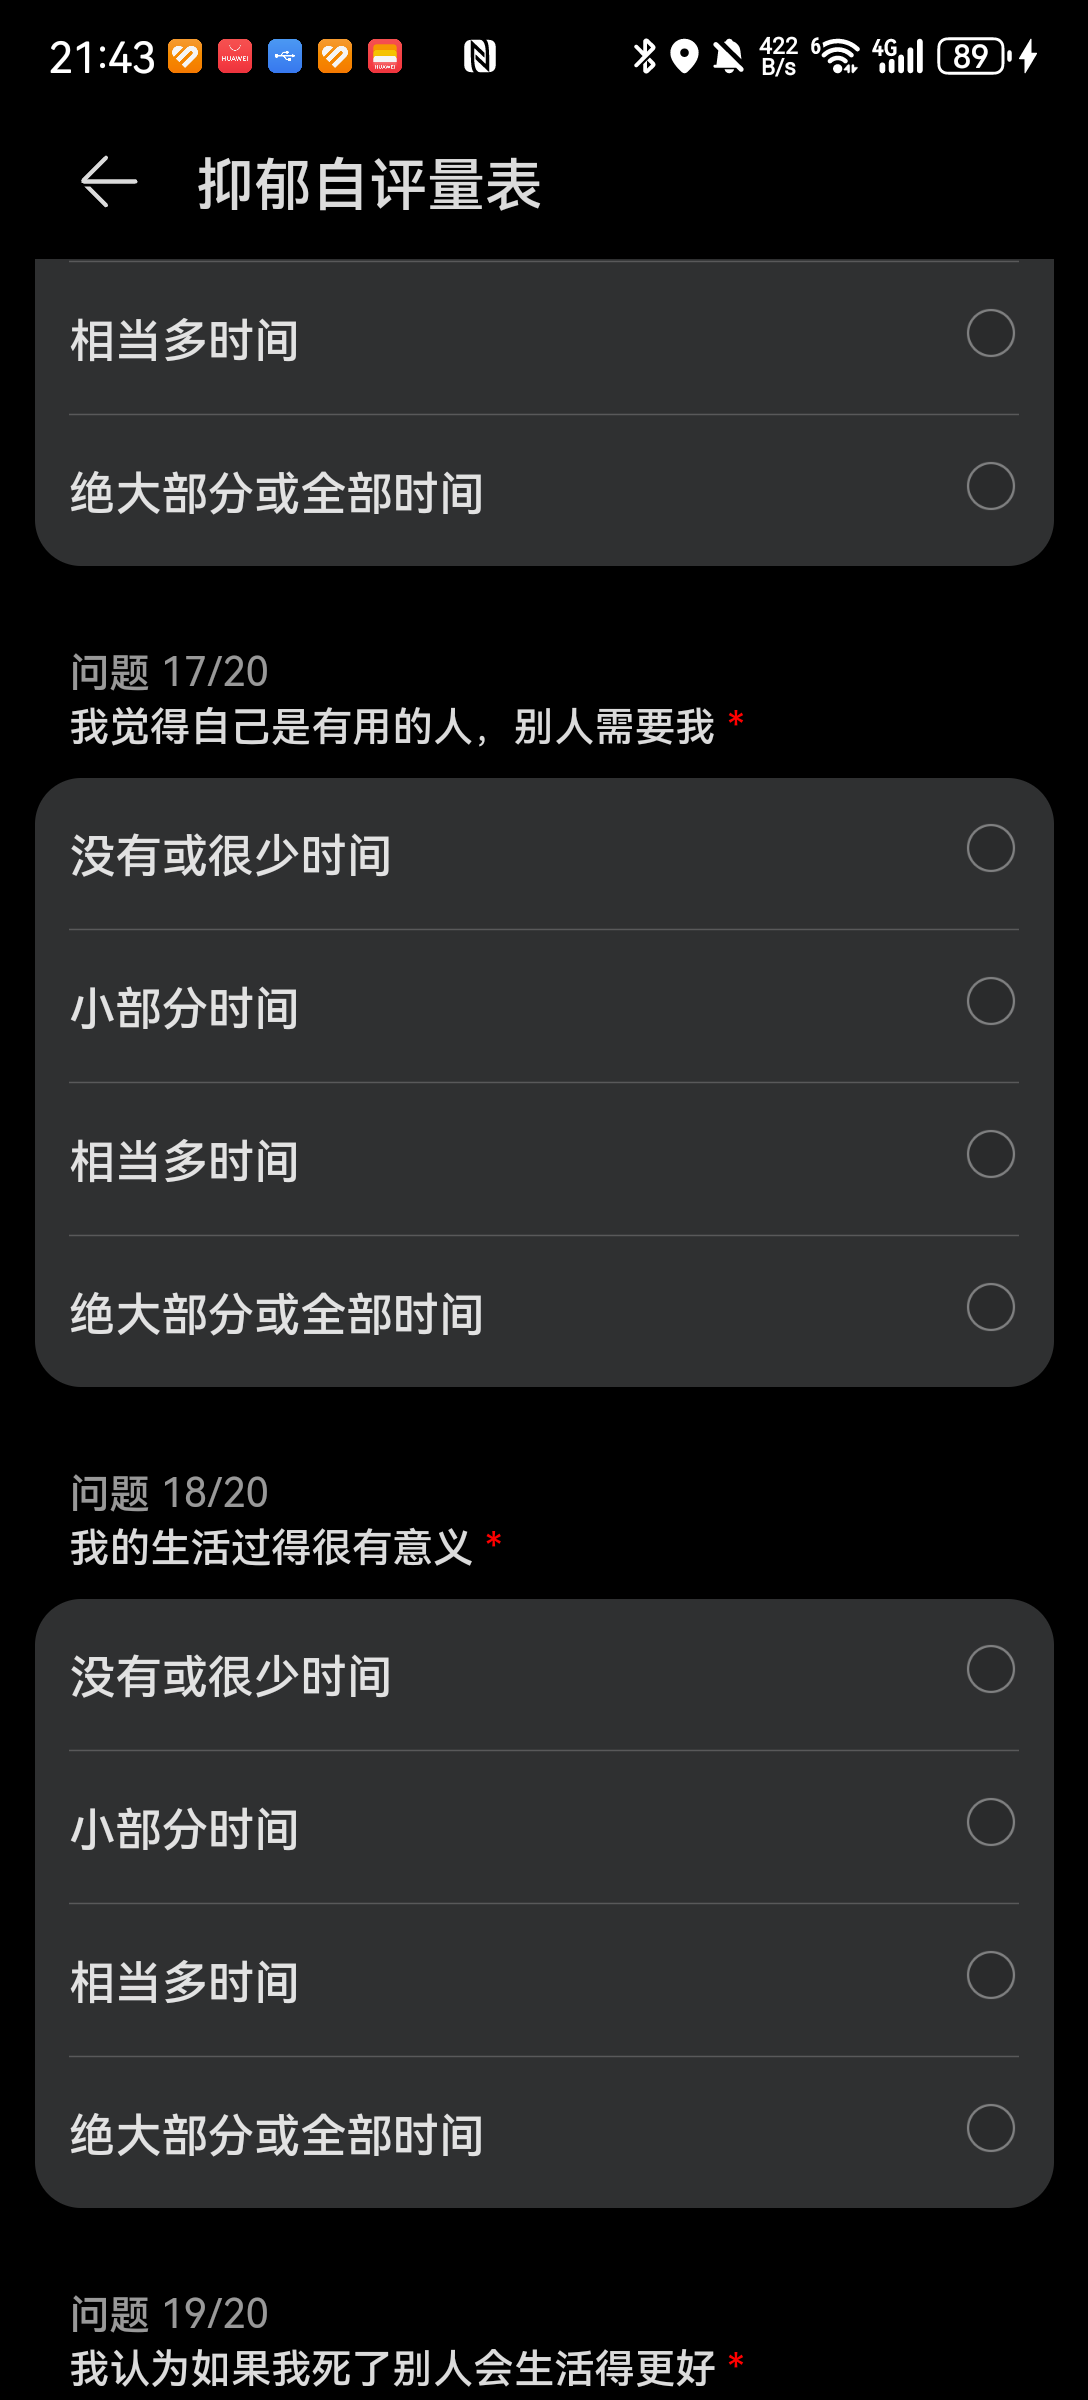 21:43 HUAWEI HUAWEI 422 B/s 6 4G 89
抑郁自评量表
相当多时间
绝大部分或全部时间
问题 17/20
我觉得自己是有用的人，别人需要我 *
没有或很少时间
小部分时间
相当多时间
绝大部分或全部时间
问题 18/20
我的生活过得很有意义 *
没有或很少时间
小部分时间
相当多时间
绝大部分或全部时间
问题 19/20
我认为如果我死了别人会生活得更好 *